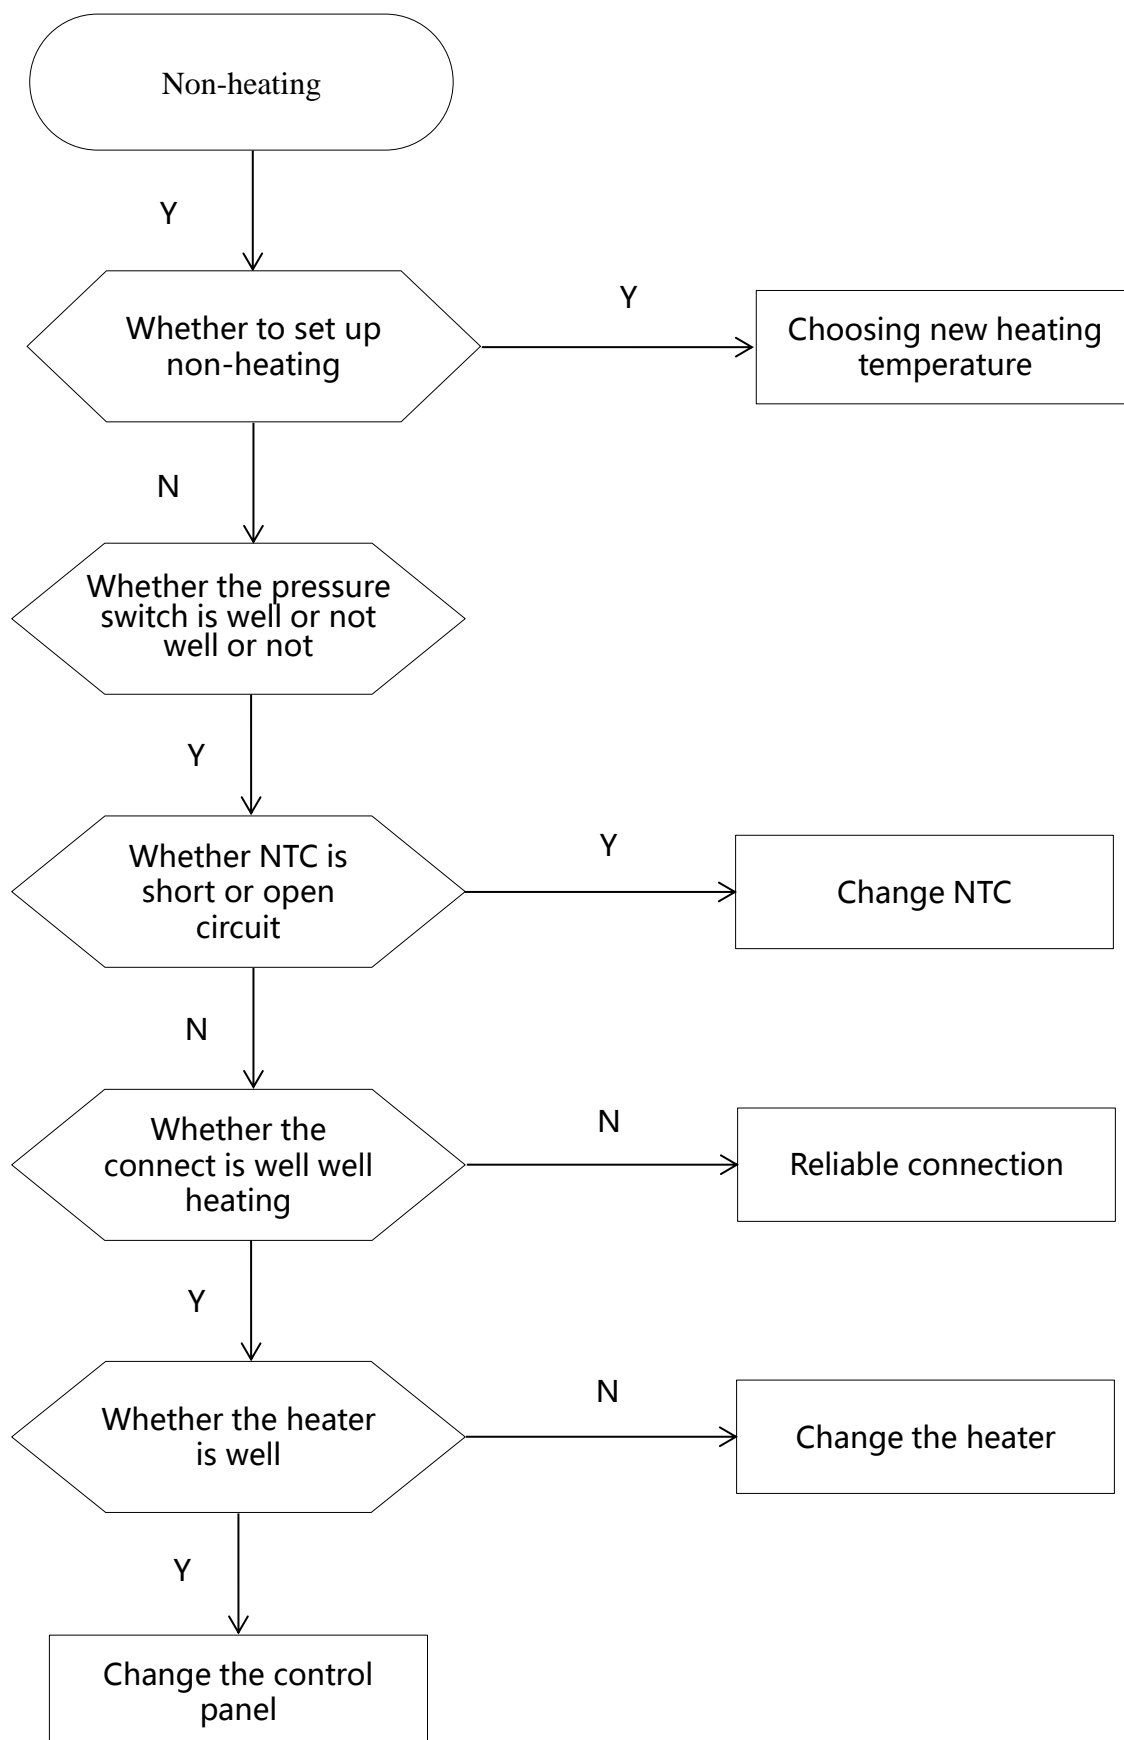 Non-heating
Y
Whether to set up
non-heating
Y
Choosing new heating
temperature
N
Whether the pressure
switch is well or not
well or not
Y
Whether NTC is
short or open
circuit
Y
Change NTC
N
Whether the
connect is well well
heating
N
Reliable connection
Y
Whether the heater
is well
N
Change the heater
Y
Change the control
panel